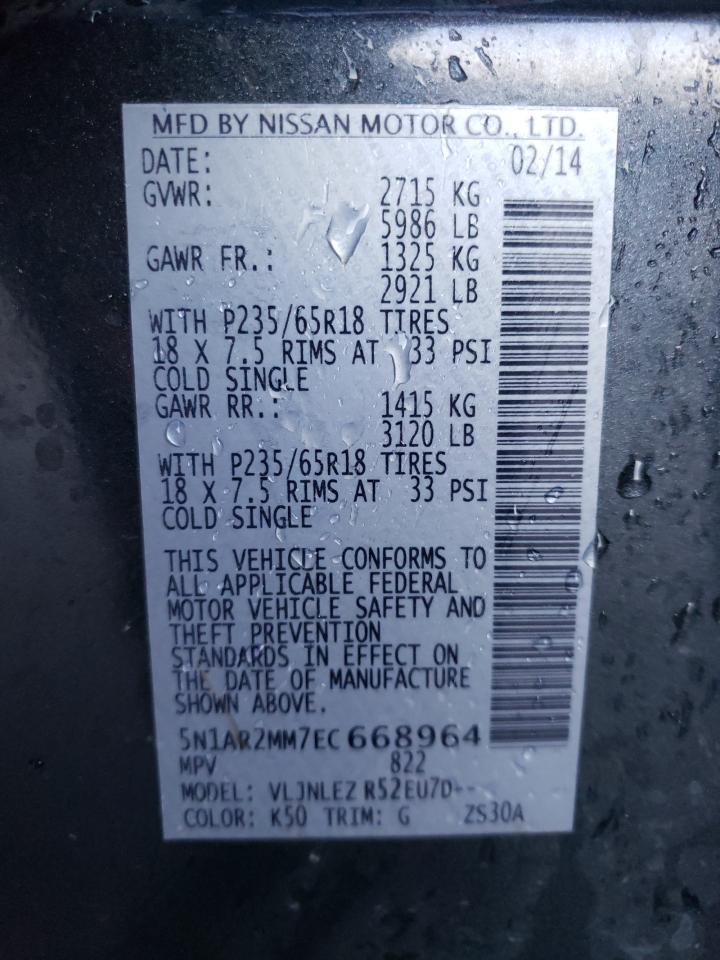 MFD BY NISSAN MOTOR CO., LTD.
DATE: 02/14
GVWR: 2715 KG
5986 LB
GAWR FR.: 1325 KG
2921 LB
WITH P235/65R18 TIRES
18 X 7.5 RIMS AT 33 PSI
COLD SINGLE
GAWR RR.: 1415 KG
3120 LB
WITH P235/65R18 TIRES
18 X 7.5 RIMS AT 33 PSI
COLD SINGLE
THIS VEHICLE CONFORMS TO
ALL APPLICABLE FEDERAL
MOTOR VEHICLE SAFETY AND
THEFT PREVENTION
STANDARDS IN EFFECT ON
THE DATE OF MANUFACTURE
SHOWN ABOVE.
5N1AR2MM7EC 668964
MPV 822
MODEL: VLJNLEZ R52EU7D--
COLOR: K50 TRIM: G ZS30A